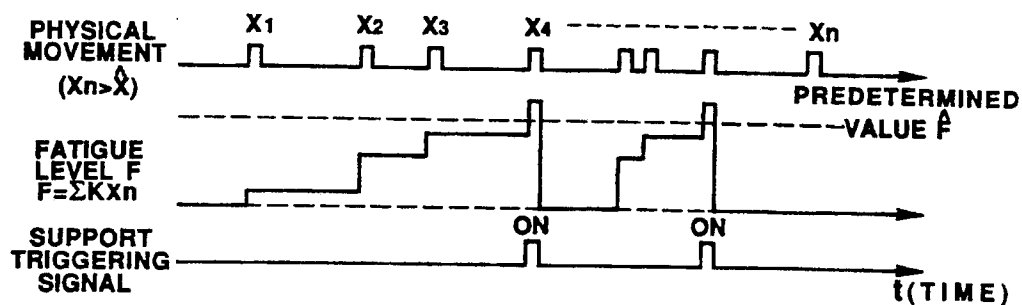 PHYSICAL
MOVEMENT
(Xn>X̂)
X1 X2 X3 X4 Xn
PREDETERMINED
VALUE F̂
FATIGUE
LEVEL F
F=ΣKXn
ON ON
SUPPORT
TRIGGERING
SIGNAL
t(TIME)